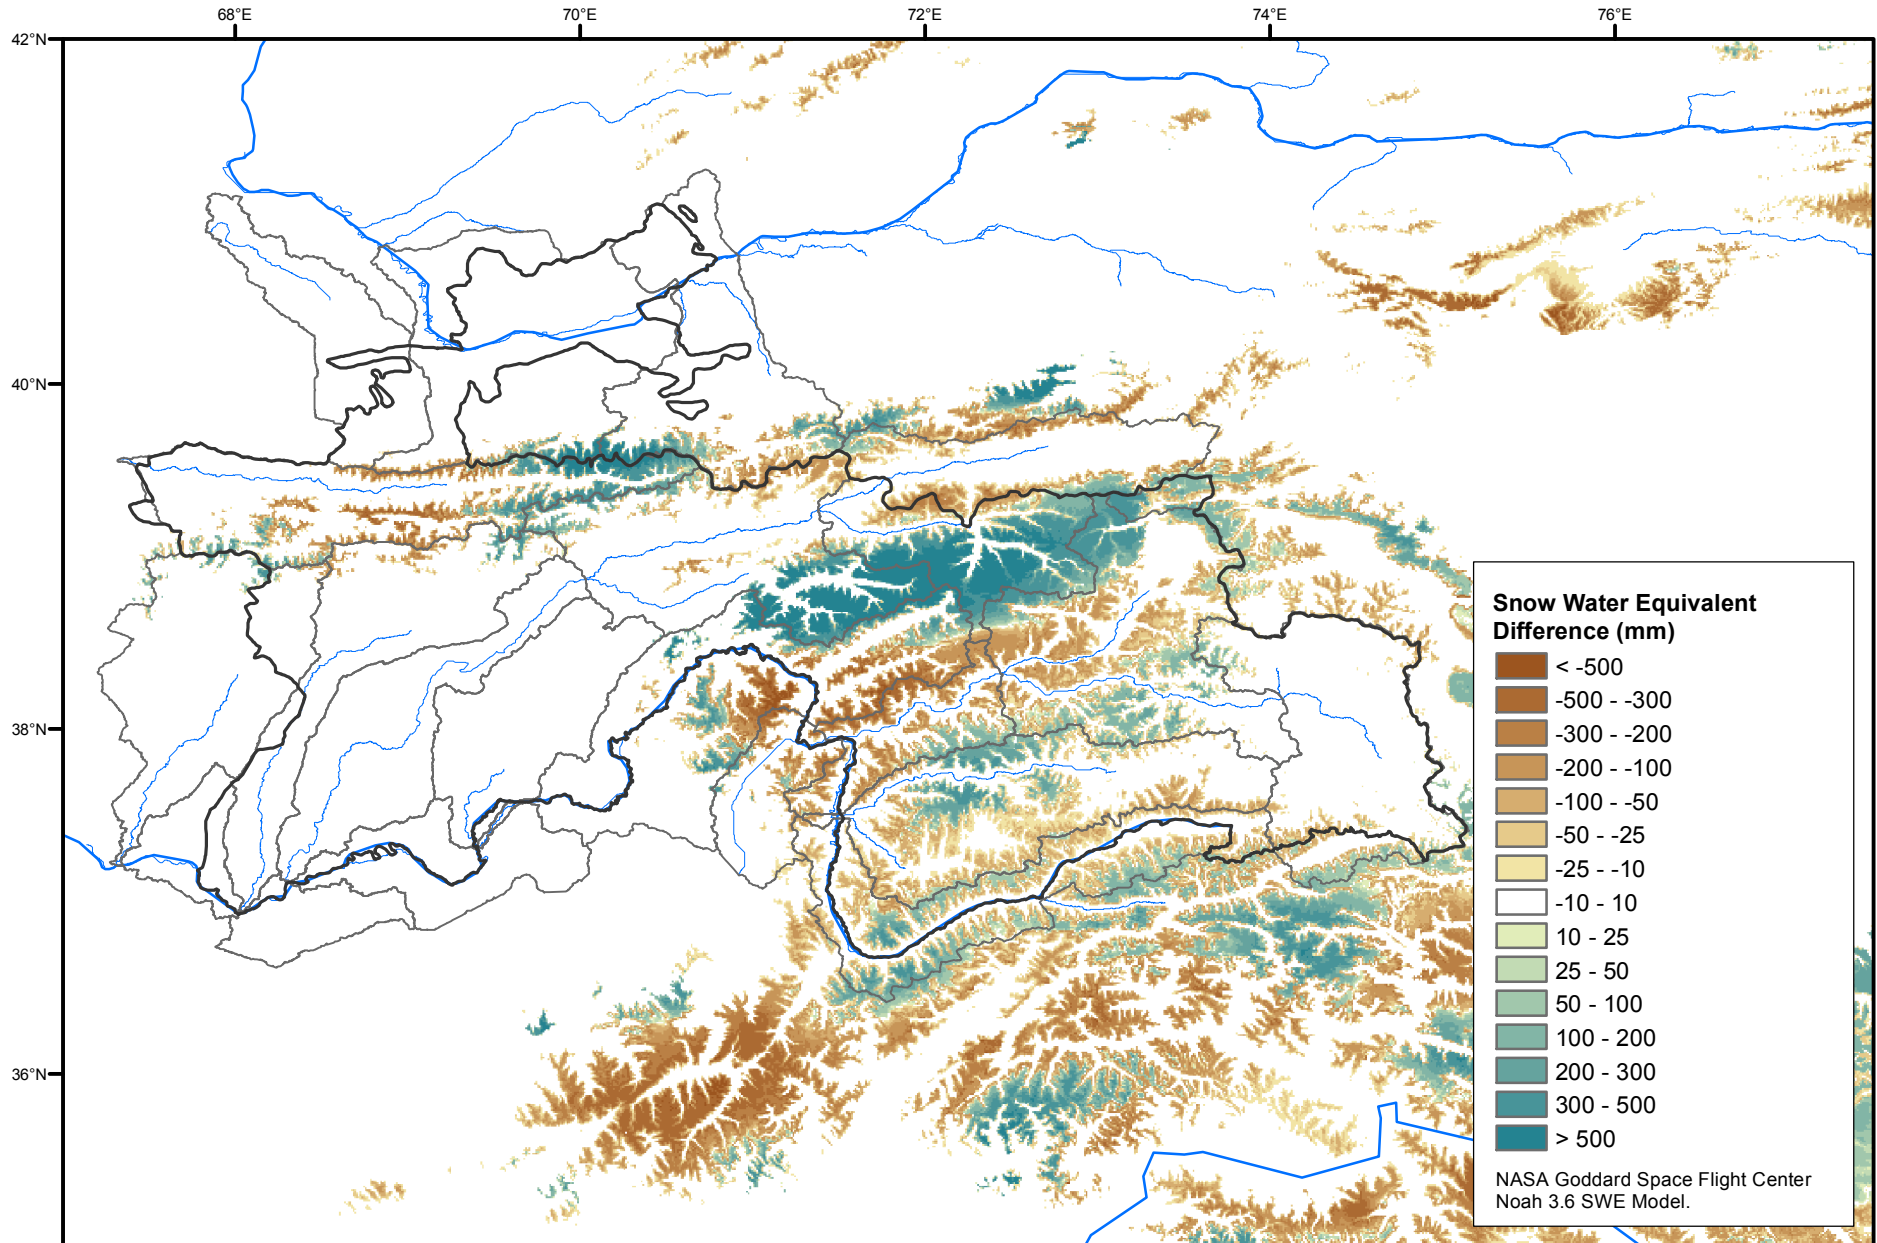 68°E 70°E 72°E 74°E 76°E
42°N
40°N
38°N
36°N
Snow Water Equivalent
Difference (mm)
< -500
-500 - -300
-300 - -200
-200 - -100
-100 - -50
-50 - -25
-25 - -10
-10 - 10
10 - 25
25 - 50
50 - 100
100 - 200
200 - 300
300 - 500
> 500
NASA Goddard Space Flight Center
Noah 3.6 SWE Model.